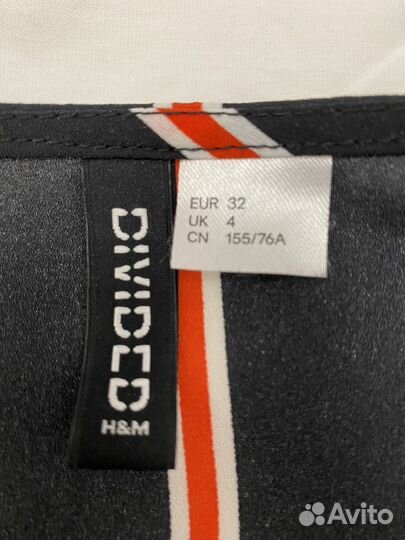 DIVIDED
H&M
EUR 32
UK 4
CN 155/76A
Avito